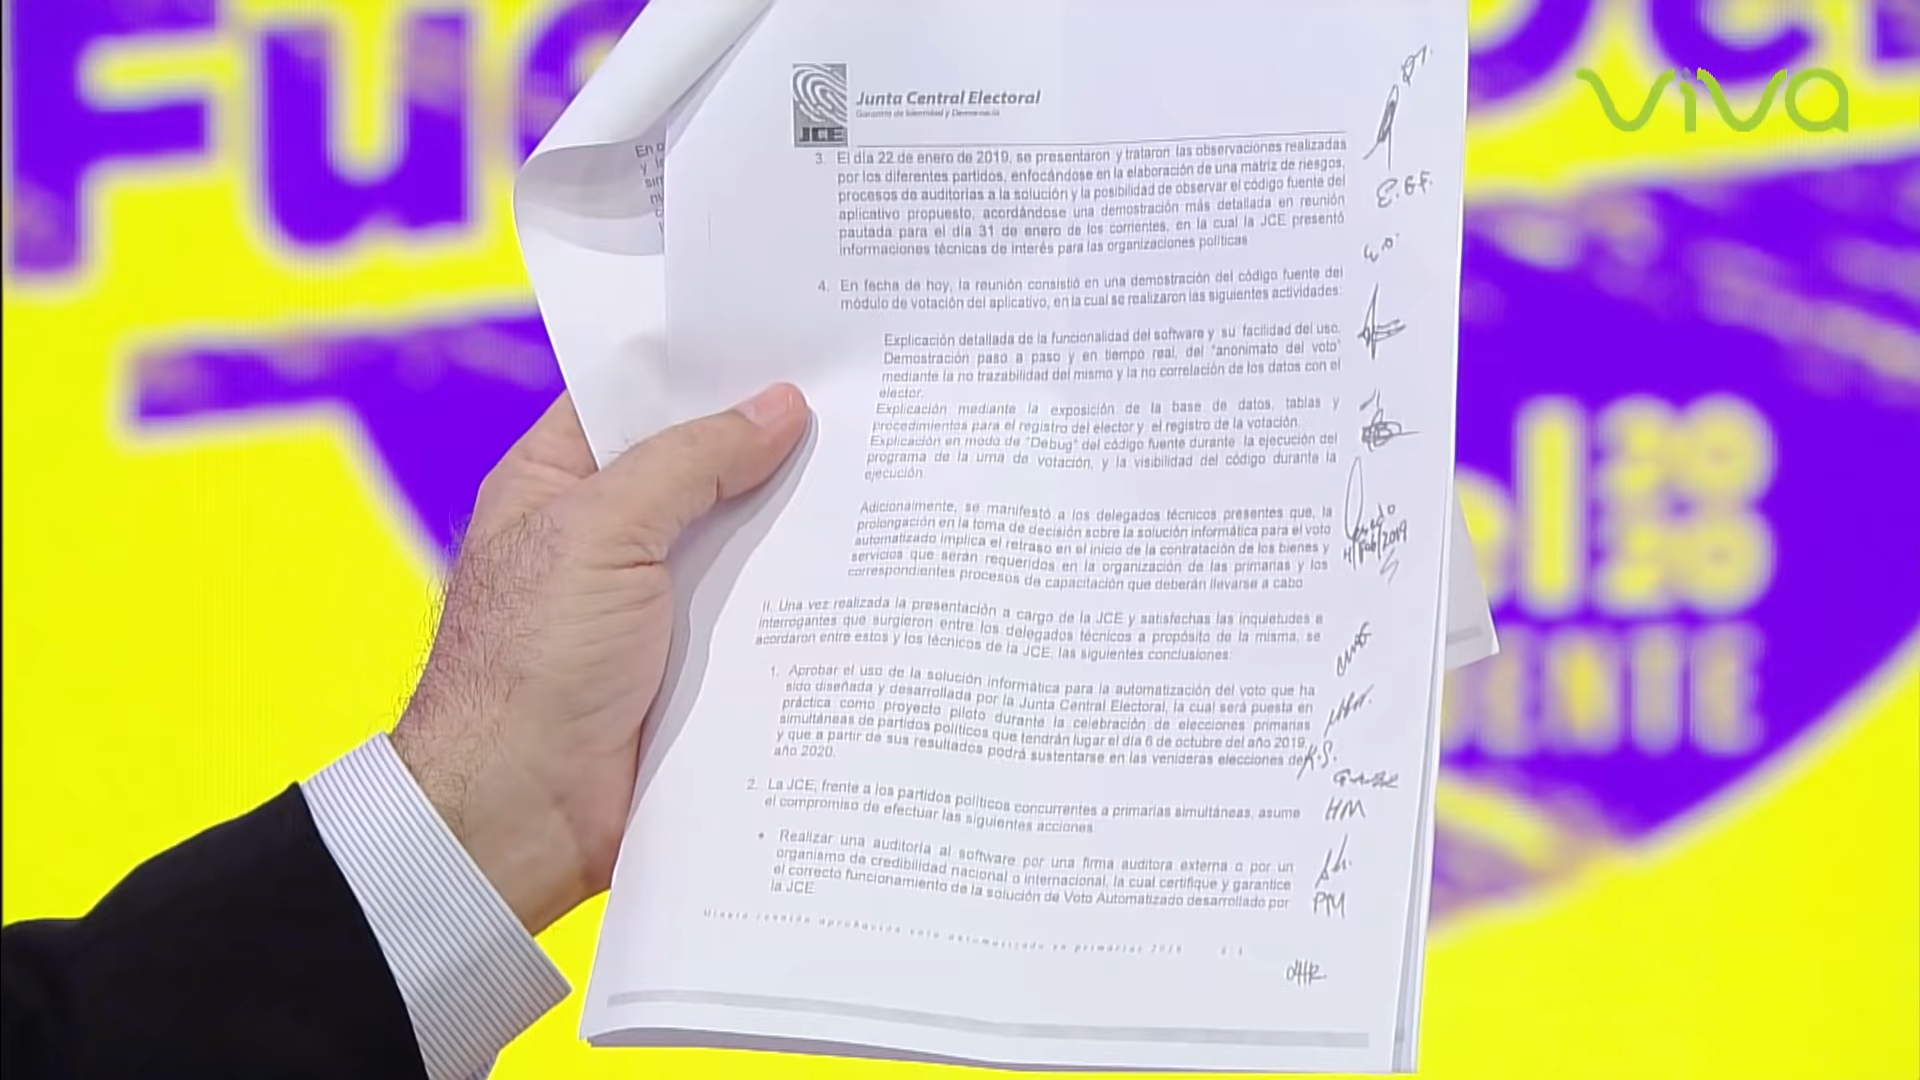 viva
JCE
Junta Central Electoral
Garantía de Identidad y Democracia
3. El día 22 de enero de 2019, se presentaron y trataron las observaciones realizadas
por los diferentes partidos, enfocándose en la elaboración de una matriz de riesgos,
procesos de auditorías a la solución y la posibilidad de observar el código fuente del
aplicativo propuesto, acordándose una demostración más detallada en reunión
pautada para el día 31 de enero de los corrientes, en la cual la JCE presentó
informaciones técnicas de interés para las organizaciones políticas
4. En fecha de hoy, la reunión consistió en una demostración del código fuente del
módulo de votación del aplicativo, en la cual se realizaron las siguientes actividades:
Explicación detallada de la funcionalidad del software y su facilidad del uso.
Demostración paso a paso y en tiempo real, del "anonimato del voto"
mediante la no trazabilidad del mismo y la no correlación de los datos con el
elector.
Explicación mediante la exposición de la base de datos, tablas y
procedimientos para el registro del elector y el registro de la votación.
Explicación en modo de "Debug" del código fuente durante la ejecución del
programa de la urna de votación, y la visibilidad del código durante la
ejecución.
Adicionalmente, se manifestó a los delegados técnicos presentes que, la
prolongación en la toma de decisión sobre la solución informática para el voto
automatizado implica el retraso en el inicio de la contratación de los bienes y
servicios que serán requeridos en la organización de las primarias y los
correspondientes procesos de capacitación que deberán llevarse a cabo
II. Una vez realizada la presentación a cargo de la JCE y satisfechas las inquietudes e
interrogantes que surgieron entre los delegados técnicos a propósito de la misma, se
acordaron entre estos y los técnicos de la JCE, las siguientes conclusiones:
1. Aprobar el uso de la solución informática para la automatización del voto que ha
sido diseñada y desarrollada por la Junta Central Electoral, la cual será puesta en
práctica como proyecto piloto durante la celebración de elecciones primarias
simultáneas de partidos políticos que tendrán lugar el día 6 de octubre del año 2019,
y que a partir de sus resultados podrá sustentarse en las venideras elecciones de
año 2020.
2. La JCE, frente a los partidos políticos concurrentes a primarias simultáneas, asume
el compromiso de efectuar las siguientes acciones
• Realizar una auditoría al software por una firma auditora externa o por un
organismo de credibilidad nacional o internacional, la cual certifique y garantice
el correcto funcionamiento de la solución de Voto Automatizado desarrollado por
la JCE
E.G.F.
K.S.
HM
PM